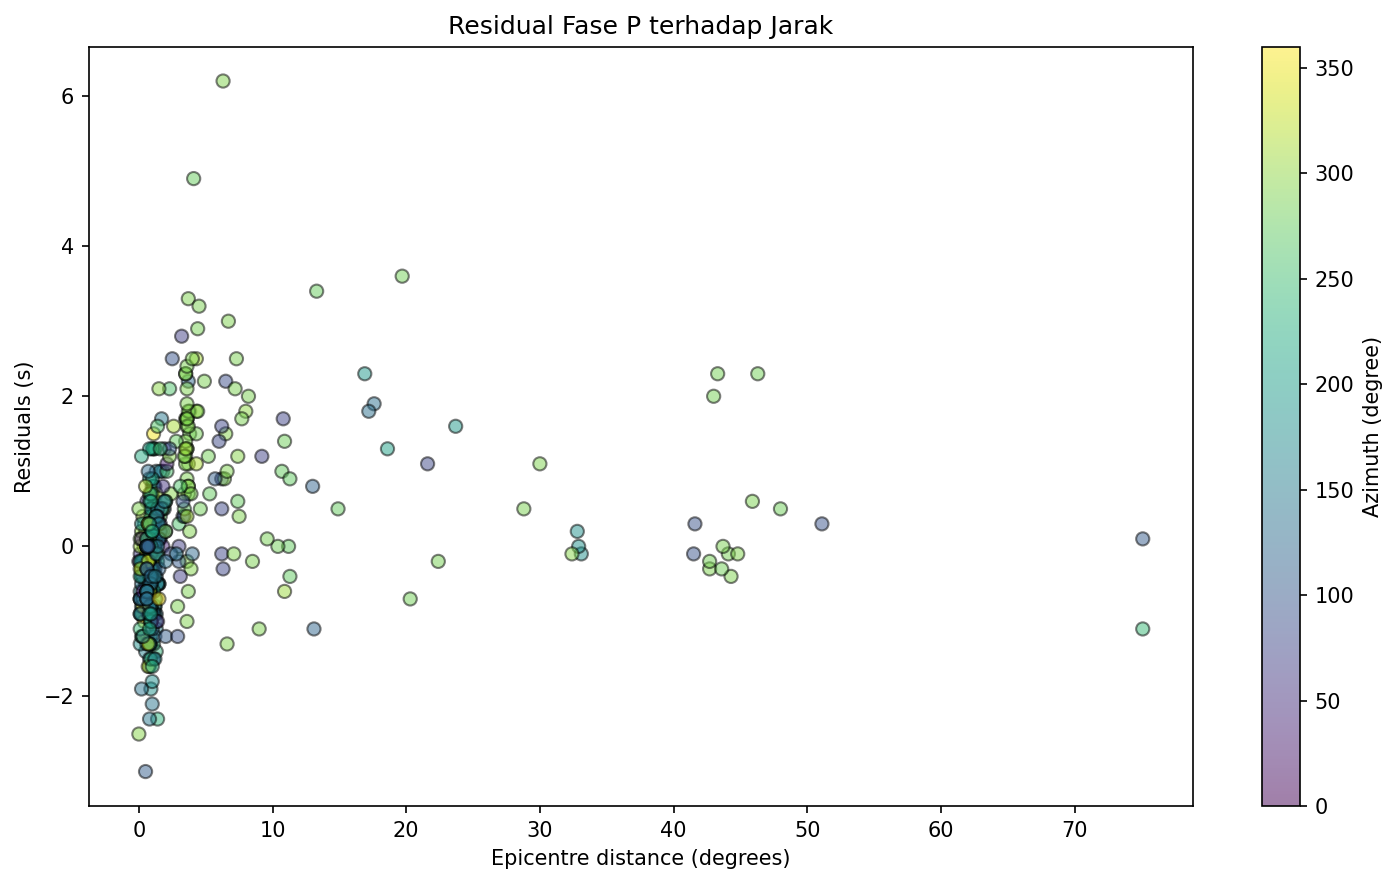 Residual Fase P terhadap Jarak
Residuals (s)
6
4
2
0
−2
0 10 20 30 40 50 60 70
Epicentre distance (degrees)
350
300
250
200
150
100
50
0
Azimuth (degree)